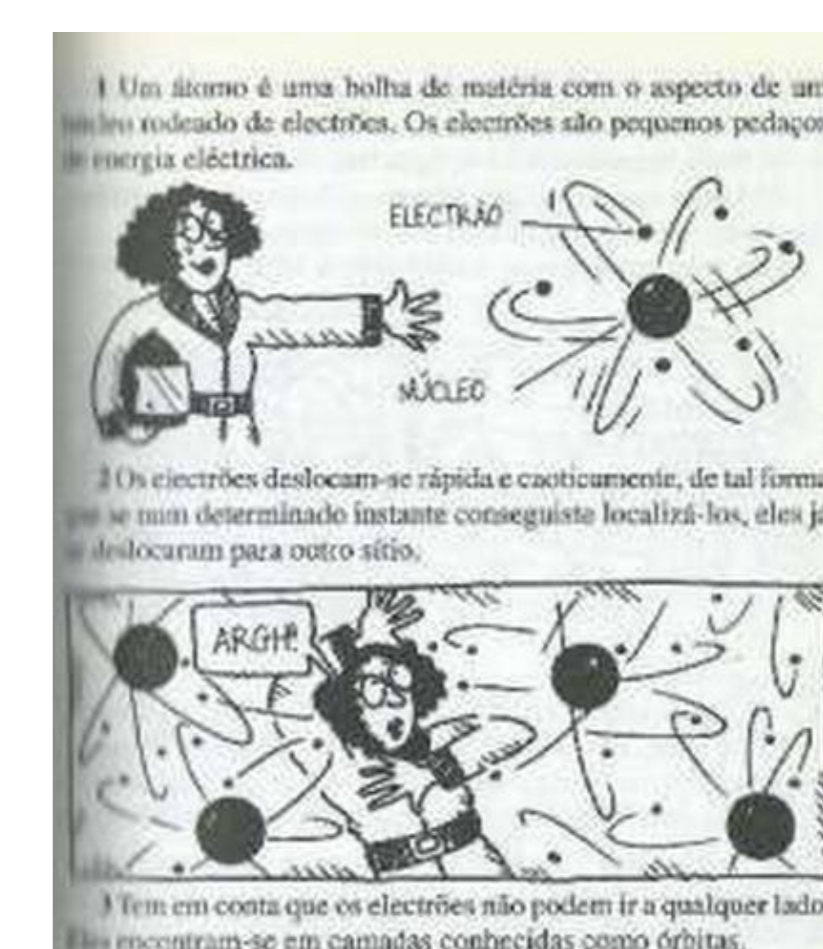 1 Um átomo é uma bolha de matéria com o aspecto de um
núcleo rodeado de electrões. Os electrões são pequenos pedaços
de energia eléctrica.
ELECTRÃO
NÚCLEO
2 Os electrões deslocam-se rápida e caoticamente, de tal forma
que se num determinado instante conseguiste localizá-los, eles já
se deslocaram para outro sítio.
ARGH!
3 Tem em conta que os electrões não podem ir a qualquer lado.
Eles encontram-se em camadas conhecidas como órbitas